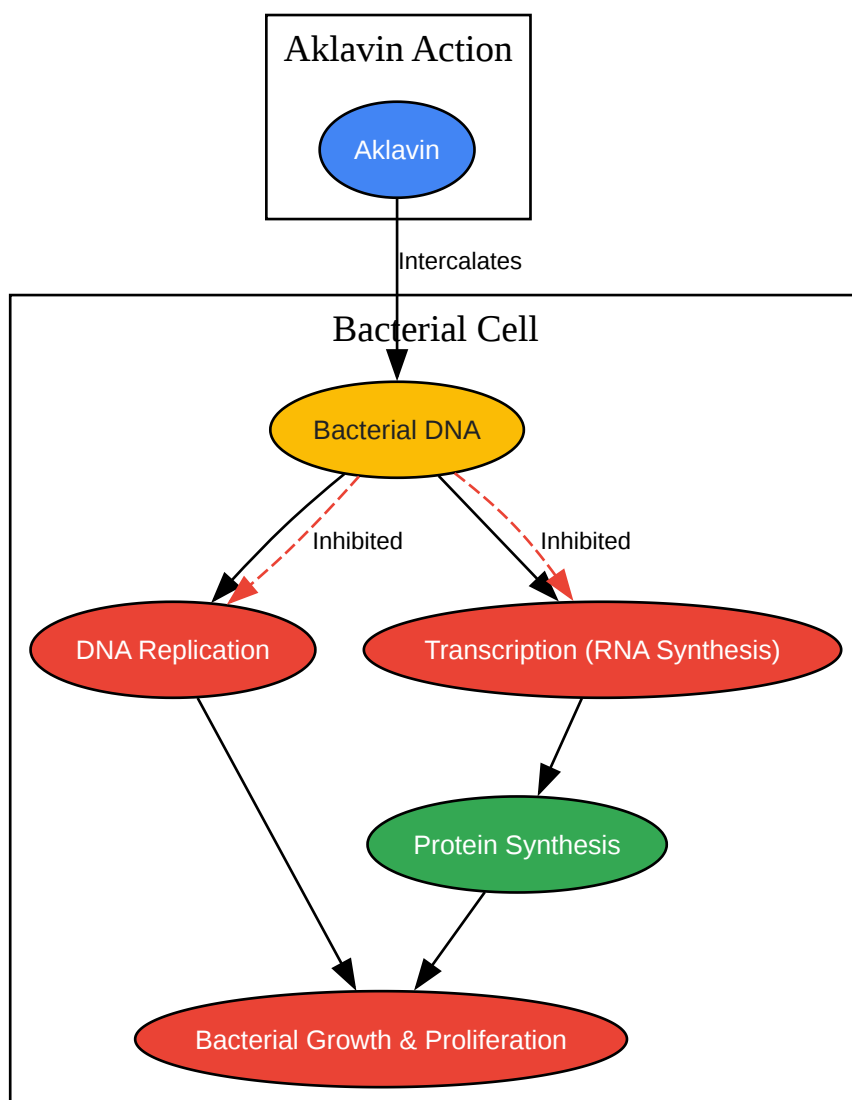 Aklavin Action
Aklavin
Intercalates
Bacterial Cell
Bacterial DNA
Inhibited
Inhibited
DNA Replication
Transcription (RNA Synthesis)
Protein Synthesis
Bacterial Growth & Proliferation